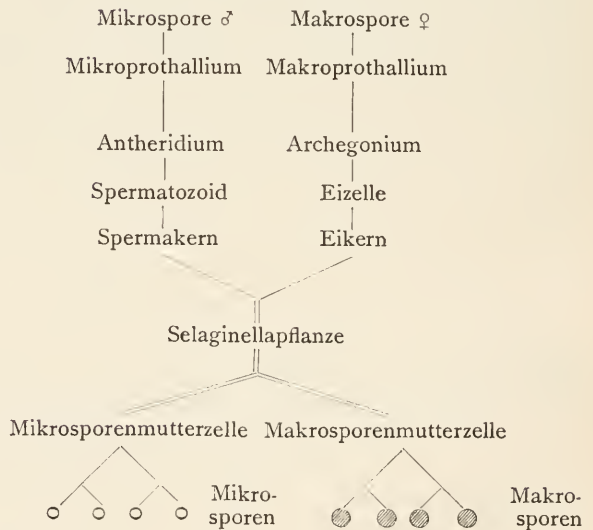 Mikrospore ♂ Makrospore ♀
Mikroprothallium Makroprothallium
Antheridium Archegonium
Spermatozoid Eizelle
Spermakern Eikern
Selaginellapflanze
Mikrosporenmutterzelle Makrosporenmutterzelle
Mikro- Makro-
sporen sporen